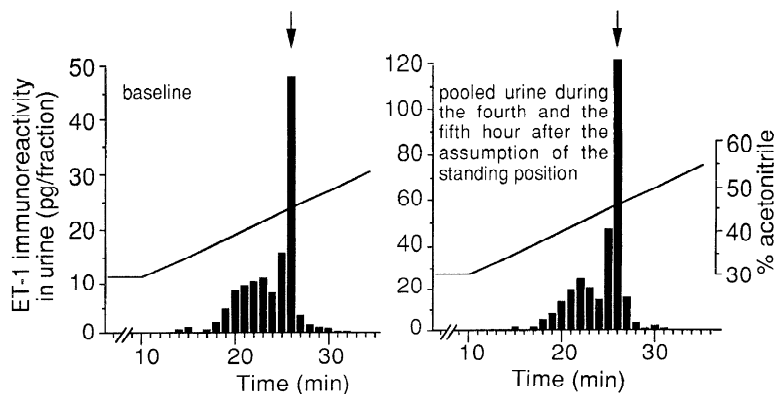 ET-1 immunoreactivity
in urine (pg/fraction)
50
40
30
20
10
0
baseline
10
20
30
Time (min)
120
100
80
60
40
20
0
pooled urine during
the fourth and the
fifth hour after the
assumption of the
standing position
10
20
30
Time (min)
60
50
40
30
% acetonitrile